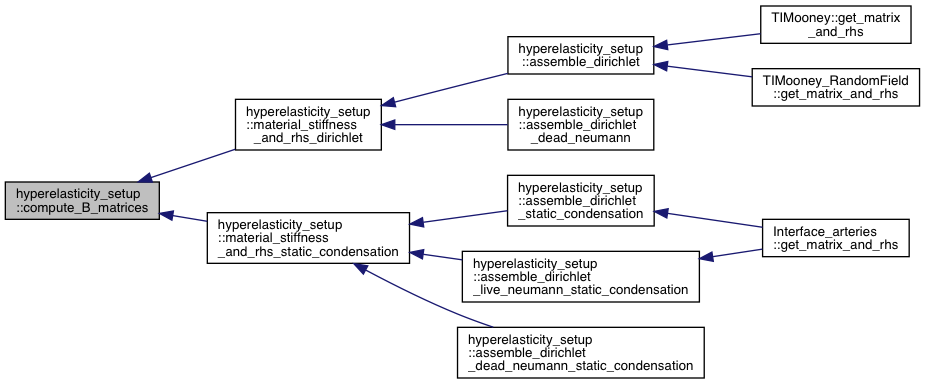 TIMooney::get_matrix
_and_rhs
hyperelasticity_setup
::assemble_dirichlet
TIMooney_RandomField
::get_matrix_and_rhs
hyperelasticity_setup
::material_stiffness
_and_rhs_dirichlet
hyperelasticity_setup
::assemble_dirichlet
_dead_neumann
hyperelasticity_setup
::compute_B_matrices
hyperelasticity_setup
::assemble_dirichlet
_static_condensation
hyperelasticity_setup
::material_stiffness
_and_rhs_static_condensation
Interface_arteries
::get_matrix_and_rhs
hyperelasticity_setup
::assemble_dirichlet
_live_neumann_static_condensation
hyperelasticity_setup
::assemble_dirichlet
_dead_neumann_static_condensation